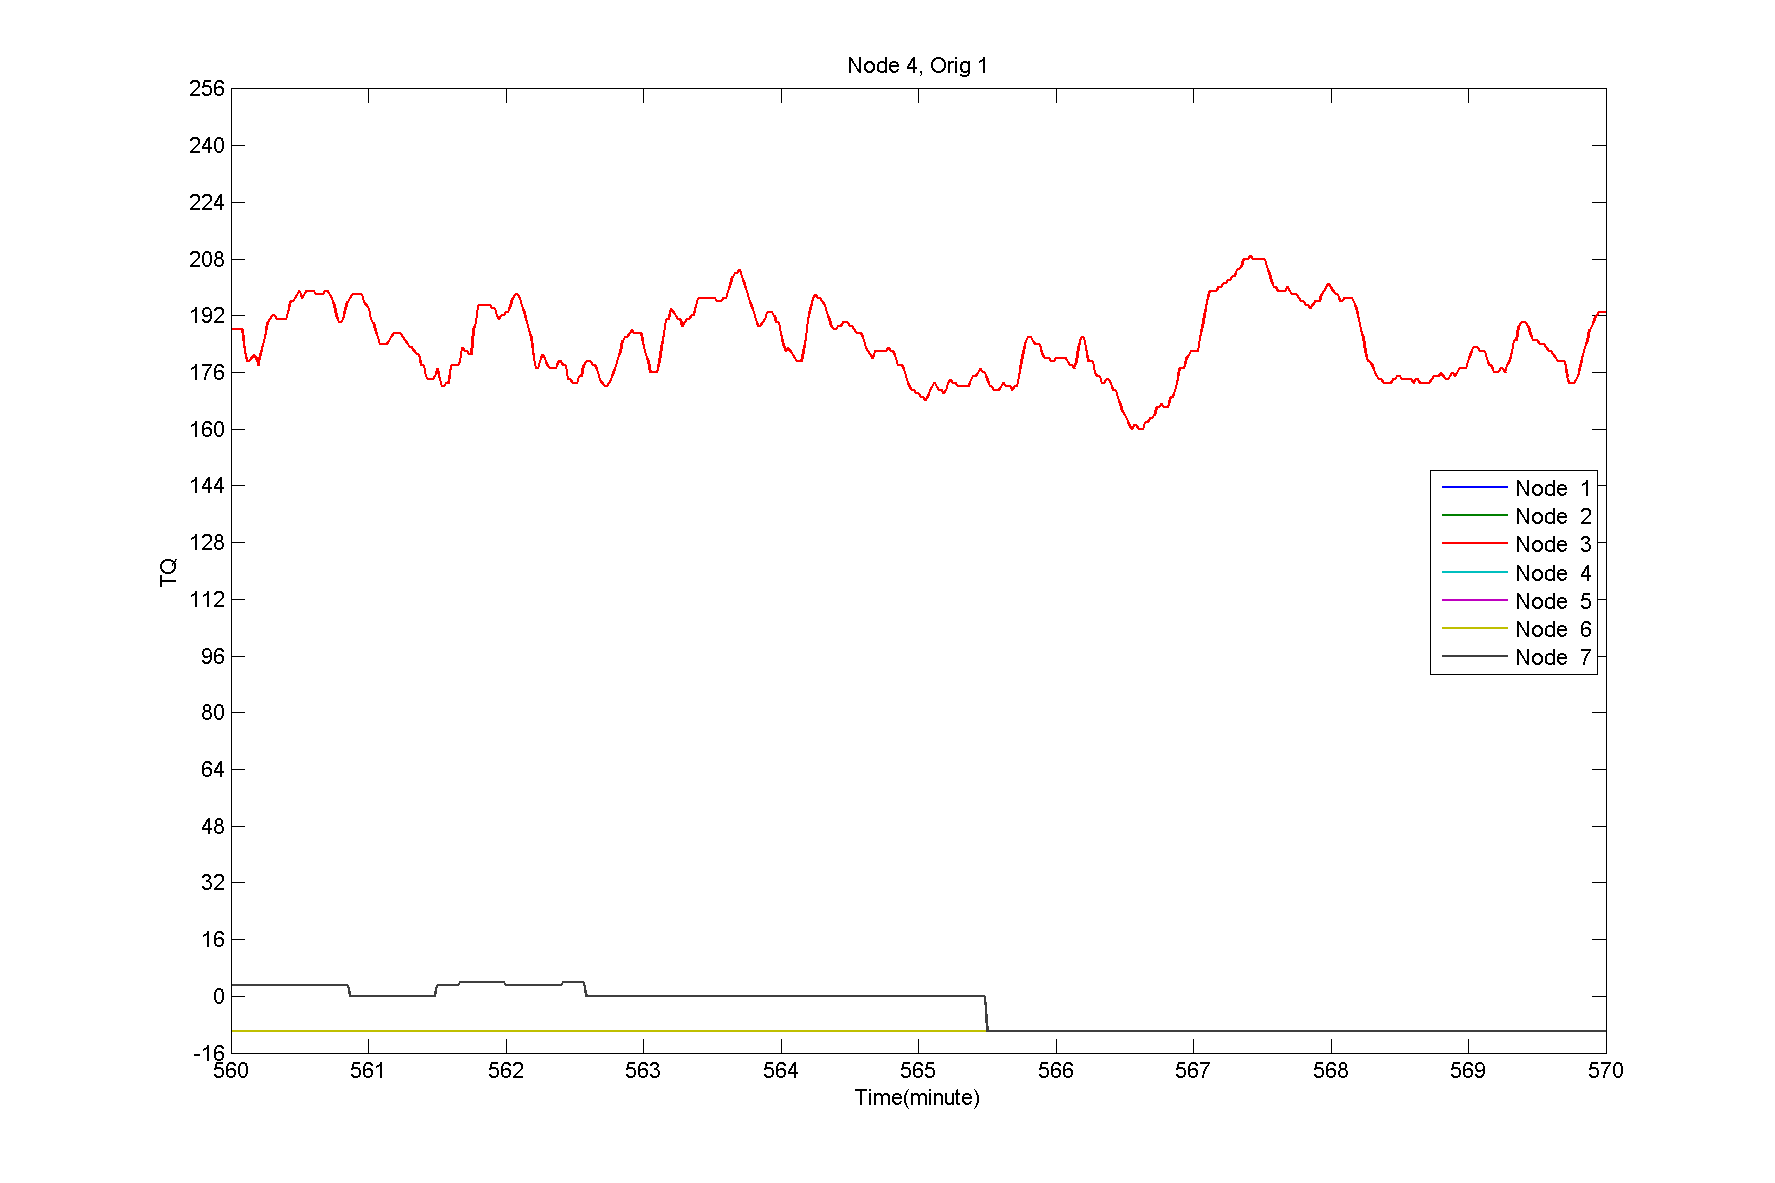 Node 4, Orig 1
256
240
224
208
192
176
160
144
128
112
96
80
64
48
32
16
0
-16
TQ
Node 1
Node 2
Node 3
Node 4
Node 5
Node 6
Node 7
560 561 562 563 564 565 566 567 568 569 570
Time(minute)